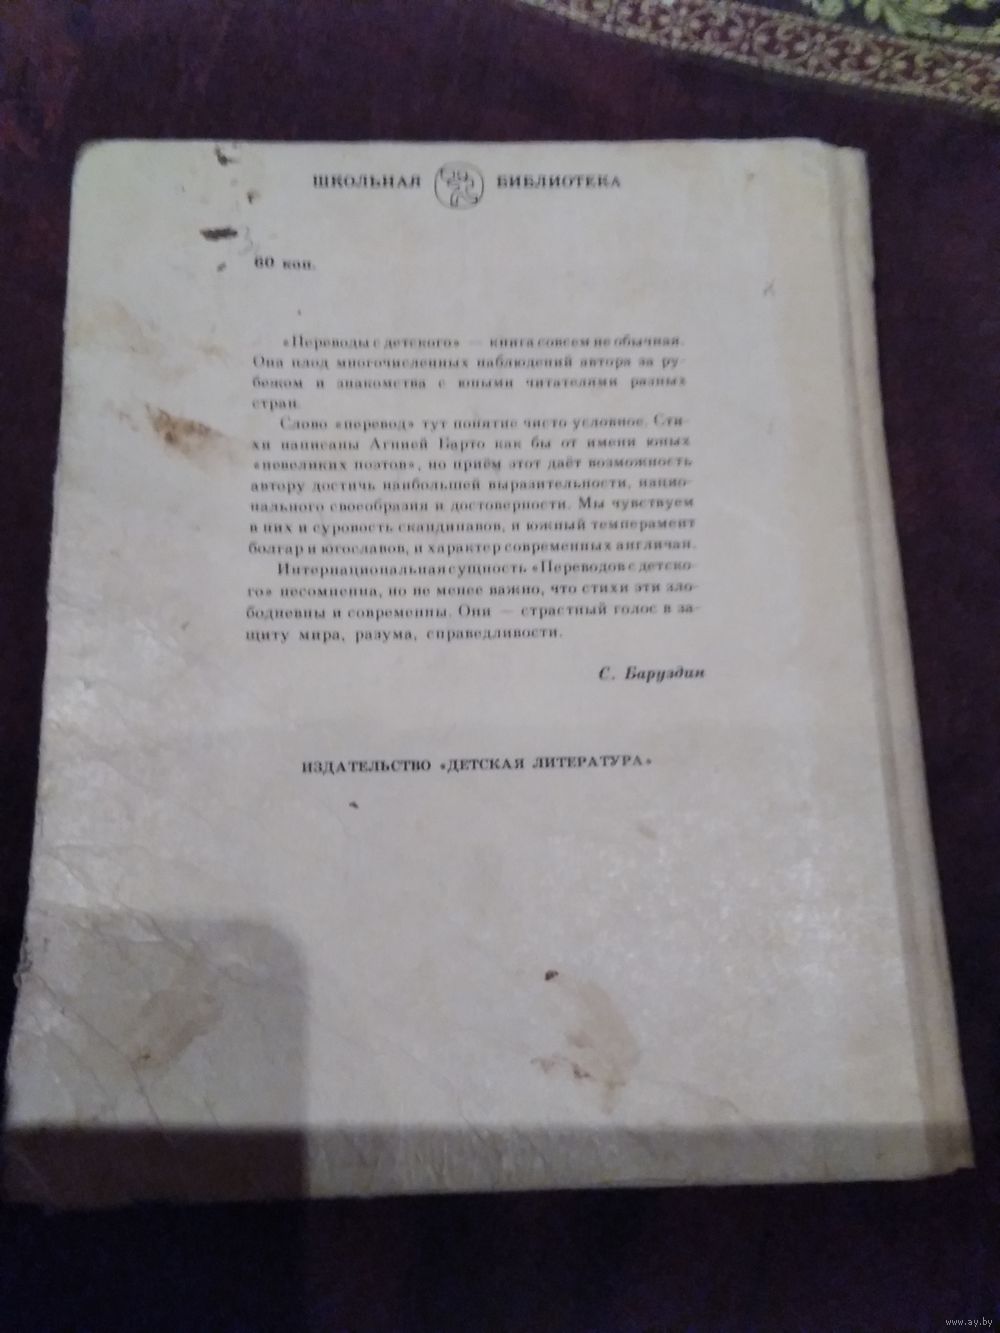 ШКОЛЬНАЯ БИБЛИОТЕКА
60 коп.
«Переводы с детского» — книга совсем не обычная.
Она плод многочисленных наблюдений автора за ру-
бежом и знакомства с юными читателями разных
стран.
Слово «перевод» тут понятие чисто условное. Сти-
хи написаны Агнией Барто как бы от имени юных
«невеликих поэтов», но приём этот даёт возможность
автору достичь наибольшей выразительности, нацио-
нального своеобразия и достоверности. Мы чувствуем
в них и суровость скандинавов, и южный темперамент
болгар и югославов, и характер современных англичан.
Интернациональная сущность «Переводов с детско-
го» несомненна, но не менее важно, что стихи эти зло-
бодневны и современны. Они — страстный голос в за-
щиту мира, разума, справедливости.
С. Баруздин
ИЗДАТЕЛЬСТВО «ДЕТСКАЯ ЛИТЕРАТУРА»
www.ay.by